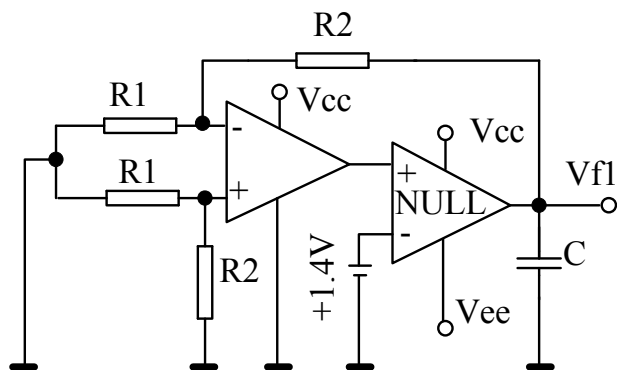 R2
R1
Vcc
-
R1
+
Vcc
+
NULL
-
Vf1
R2
+1.4V
Vee
C